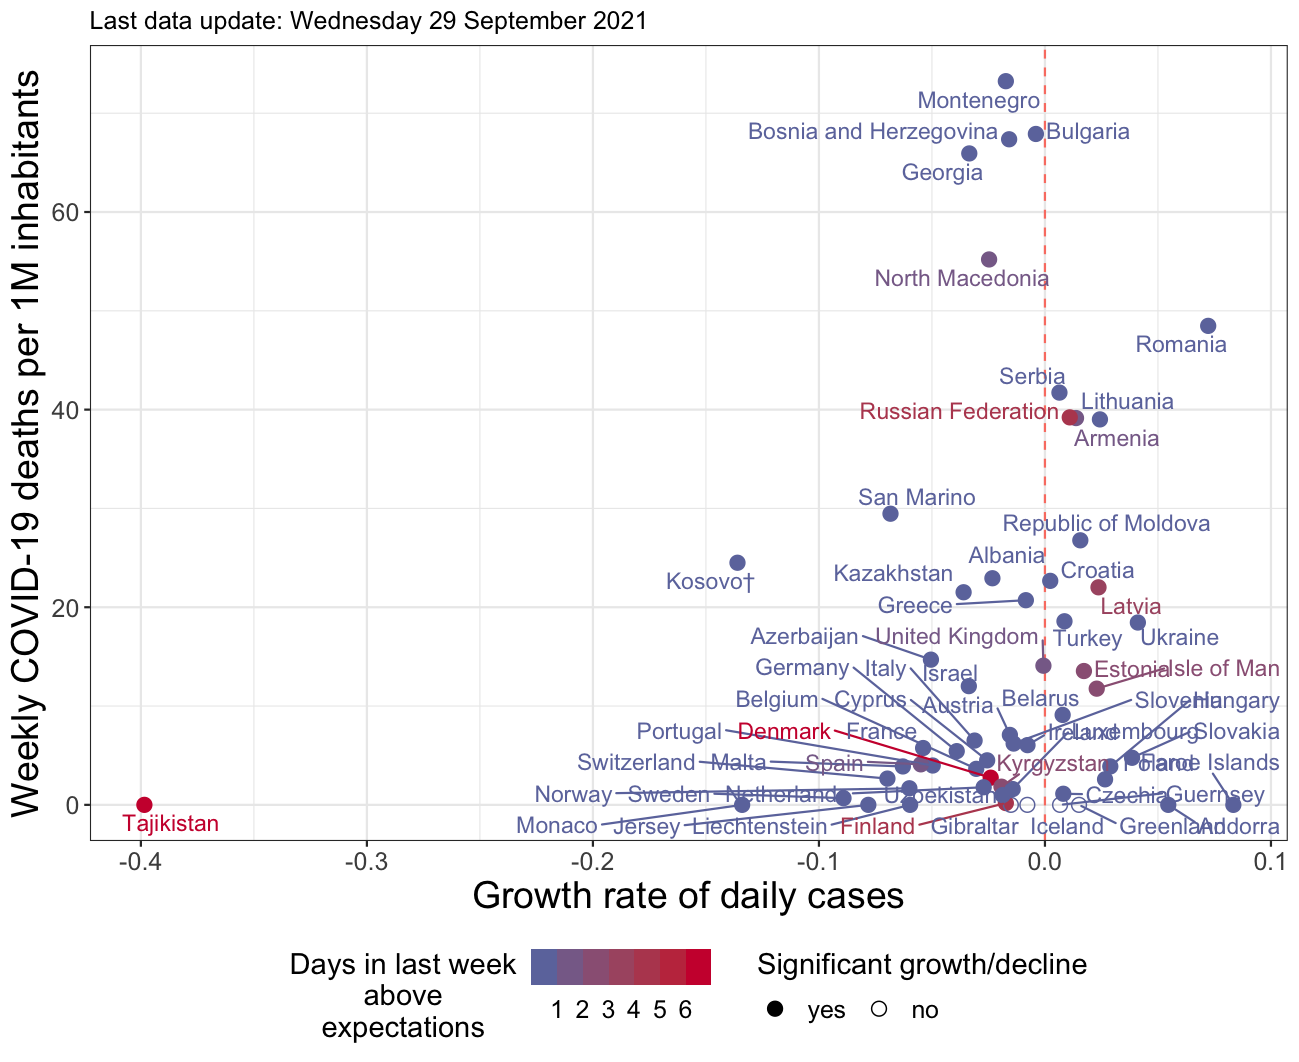 Last data update: Wednesday 29 September 2021
Weekly COVID-19 deaths per 1M inhabitants
Montenegro
Bosnia and Herzegovina
Bulgaria
Georgia
60
North Macedonia
Romania
Serbia
Lithuania
40
Russian Federation
Armenia
San Marino
Republic of Moldova
Albania
Kosovo†
Kazakhstan
Croatia
20
Greece
Latvia
Azerbaijan
United Kingdom
Turkey
Ukraine
Germany
Italy
Israel
Estonia
Isle of Man
Belgium
Cyprus
Austria
Belarus
Slovenia
Hungary
Portugal
Denmark
France
Ireland
Luxembourg
Slovakia
Switzerland
Malta
Spain
Kyrgyzstan
Poland
Faroe Islands
Norway
Sweden
Netherlands
Uzbekistan
Czechia
Guernsey
0
Tajikistan
Monaco
Jersey
Liechtenstein
Finland
Gibraltar
Iceland
Greenland
Andorra
-0.4
-0.3
-0.2
-0.1
0.0
0.1
Growth rate of daily cases
Days in last week
above
expectations
1 2 3 4 5 6
Significant growth/decline
yes
no